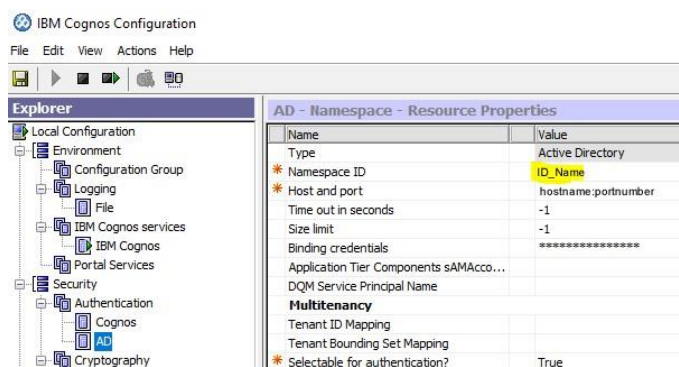 IBM Cognos Configuration
File Edit View Actions Help
Explorer
Local Configuration
Environment
Configuration Group
Logging
File
IBM Cognos services
IBM Cognos
Portal Services
Security
Authentication
Cognos
AD
Cryptography
AD - Namespace - Resource Properties
Name Value
Type Active Directory
* Namespace ID ID_Name
* Host and port hostname:portnumber
Time out in seconds -1
Size limit -1
Binding credentials ***************
Application Tier Components sAMAcco...
DQM Service Principal Name
Multitenancy
Tenant ID Mapping
Tenant Bounding Set Mapping
* Selectable for authentication? True